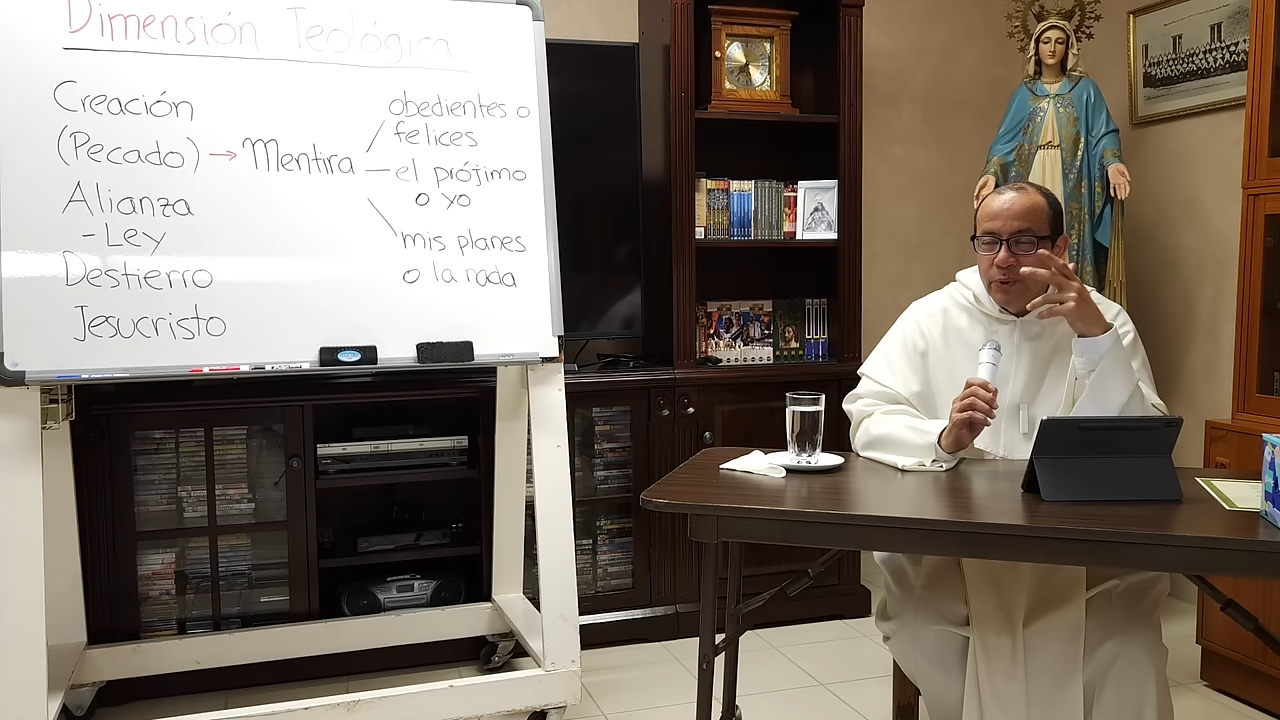 Dimensión Teológica
Creación
(Pecado) → Mentira
Alianza
- Ley
Destierro
Jesucristo
obedientes o
felices
el prójimo
o yo
mis planes
o la nada